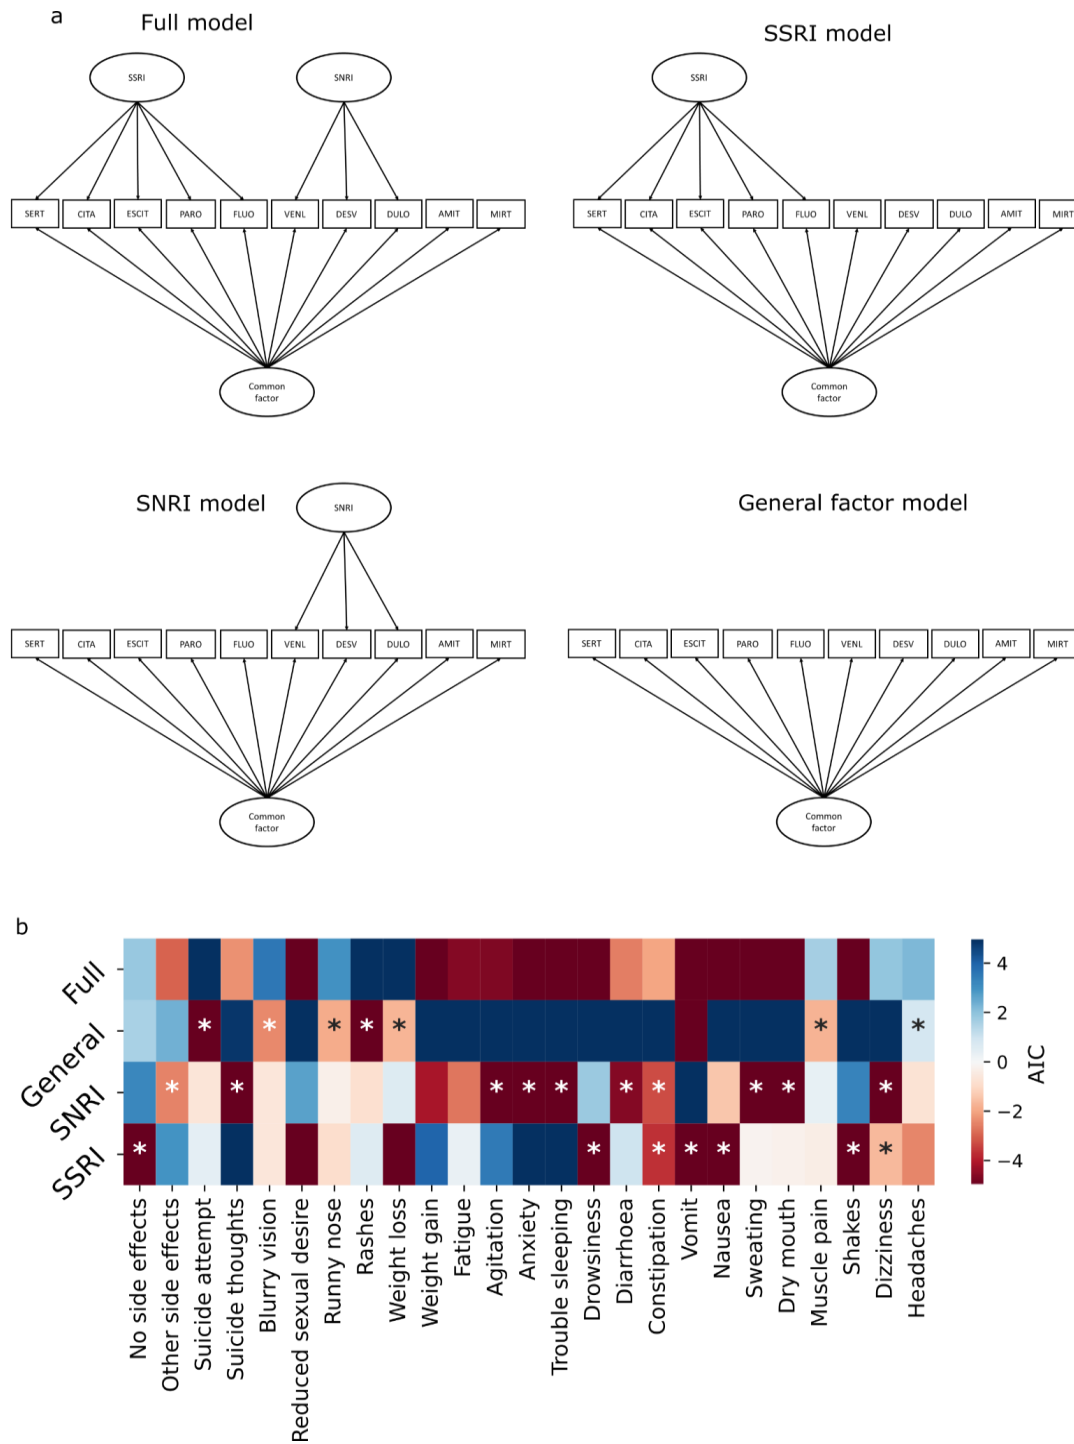 a
Full model
SSRI model
SSRI
SNRI
SSRI
SERT CITA ESCIT PARO FLUO VENL DESV DULO AMIT MIRT
SERT CITA ESCIT PARO FLUO VENL DESV DULO AMIT MIRT
Common
factor
Common
factor
SNRI model
SNRI
General factor model
SERT CITA ESCIT PARO FLUO VENL DESV DULO AMIT MIRT
SERT CITA ESCIT PARO FLUO VENL DESV DULO AMIT MIRT
Common
factor
Common
factor
b
Full
General
* * * * * * *
SNRI
* * * * * * * * * *
SSRI
* * * * * * *
4
2
0
−2
−4
AIC
No side effects
Other side effects
Suicide attempt
Suicide thoughts
Blurry vision
Reduced sexual desire
Runny nose
Rashes
Weight loss
Weight gain
Fatigue
Agitation
Anxiety
Trouble sleeping
Drowsiness
Diarrhoea
Constipation
Vomit
Nausea
Sweating
Dry mouth
Muscle pain
Shakes
Dizziness
Headaches